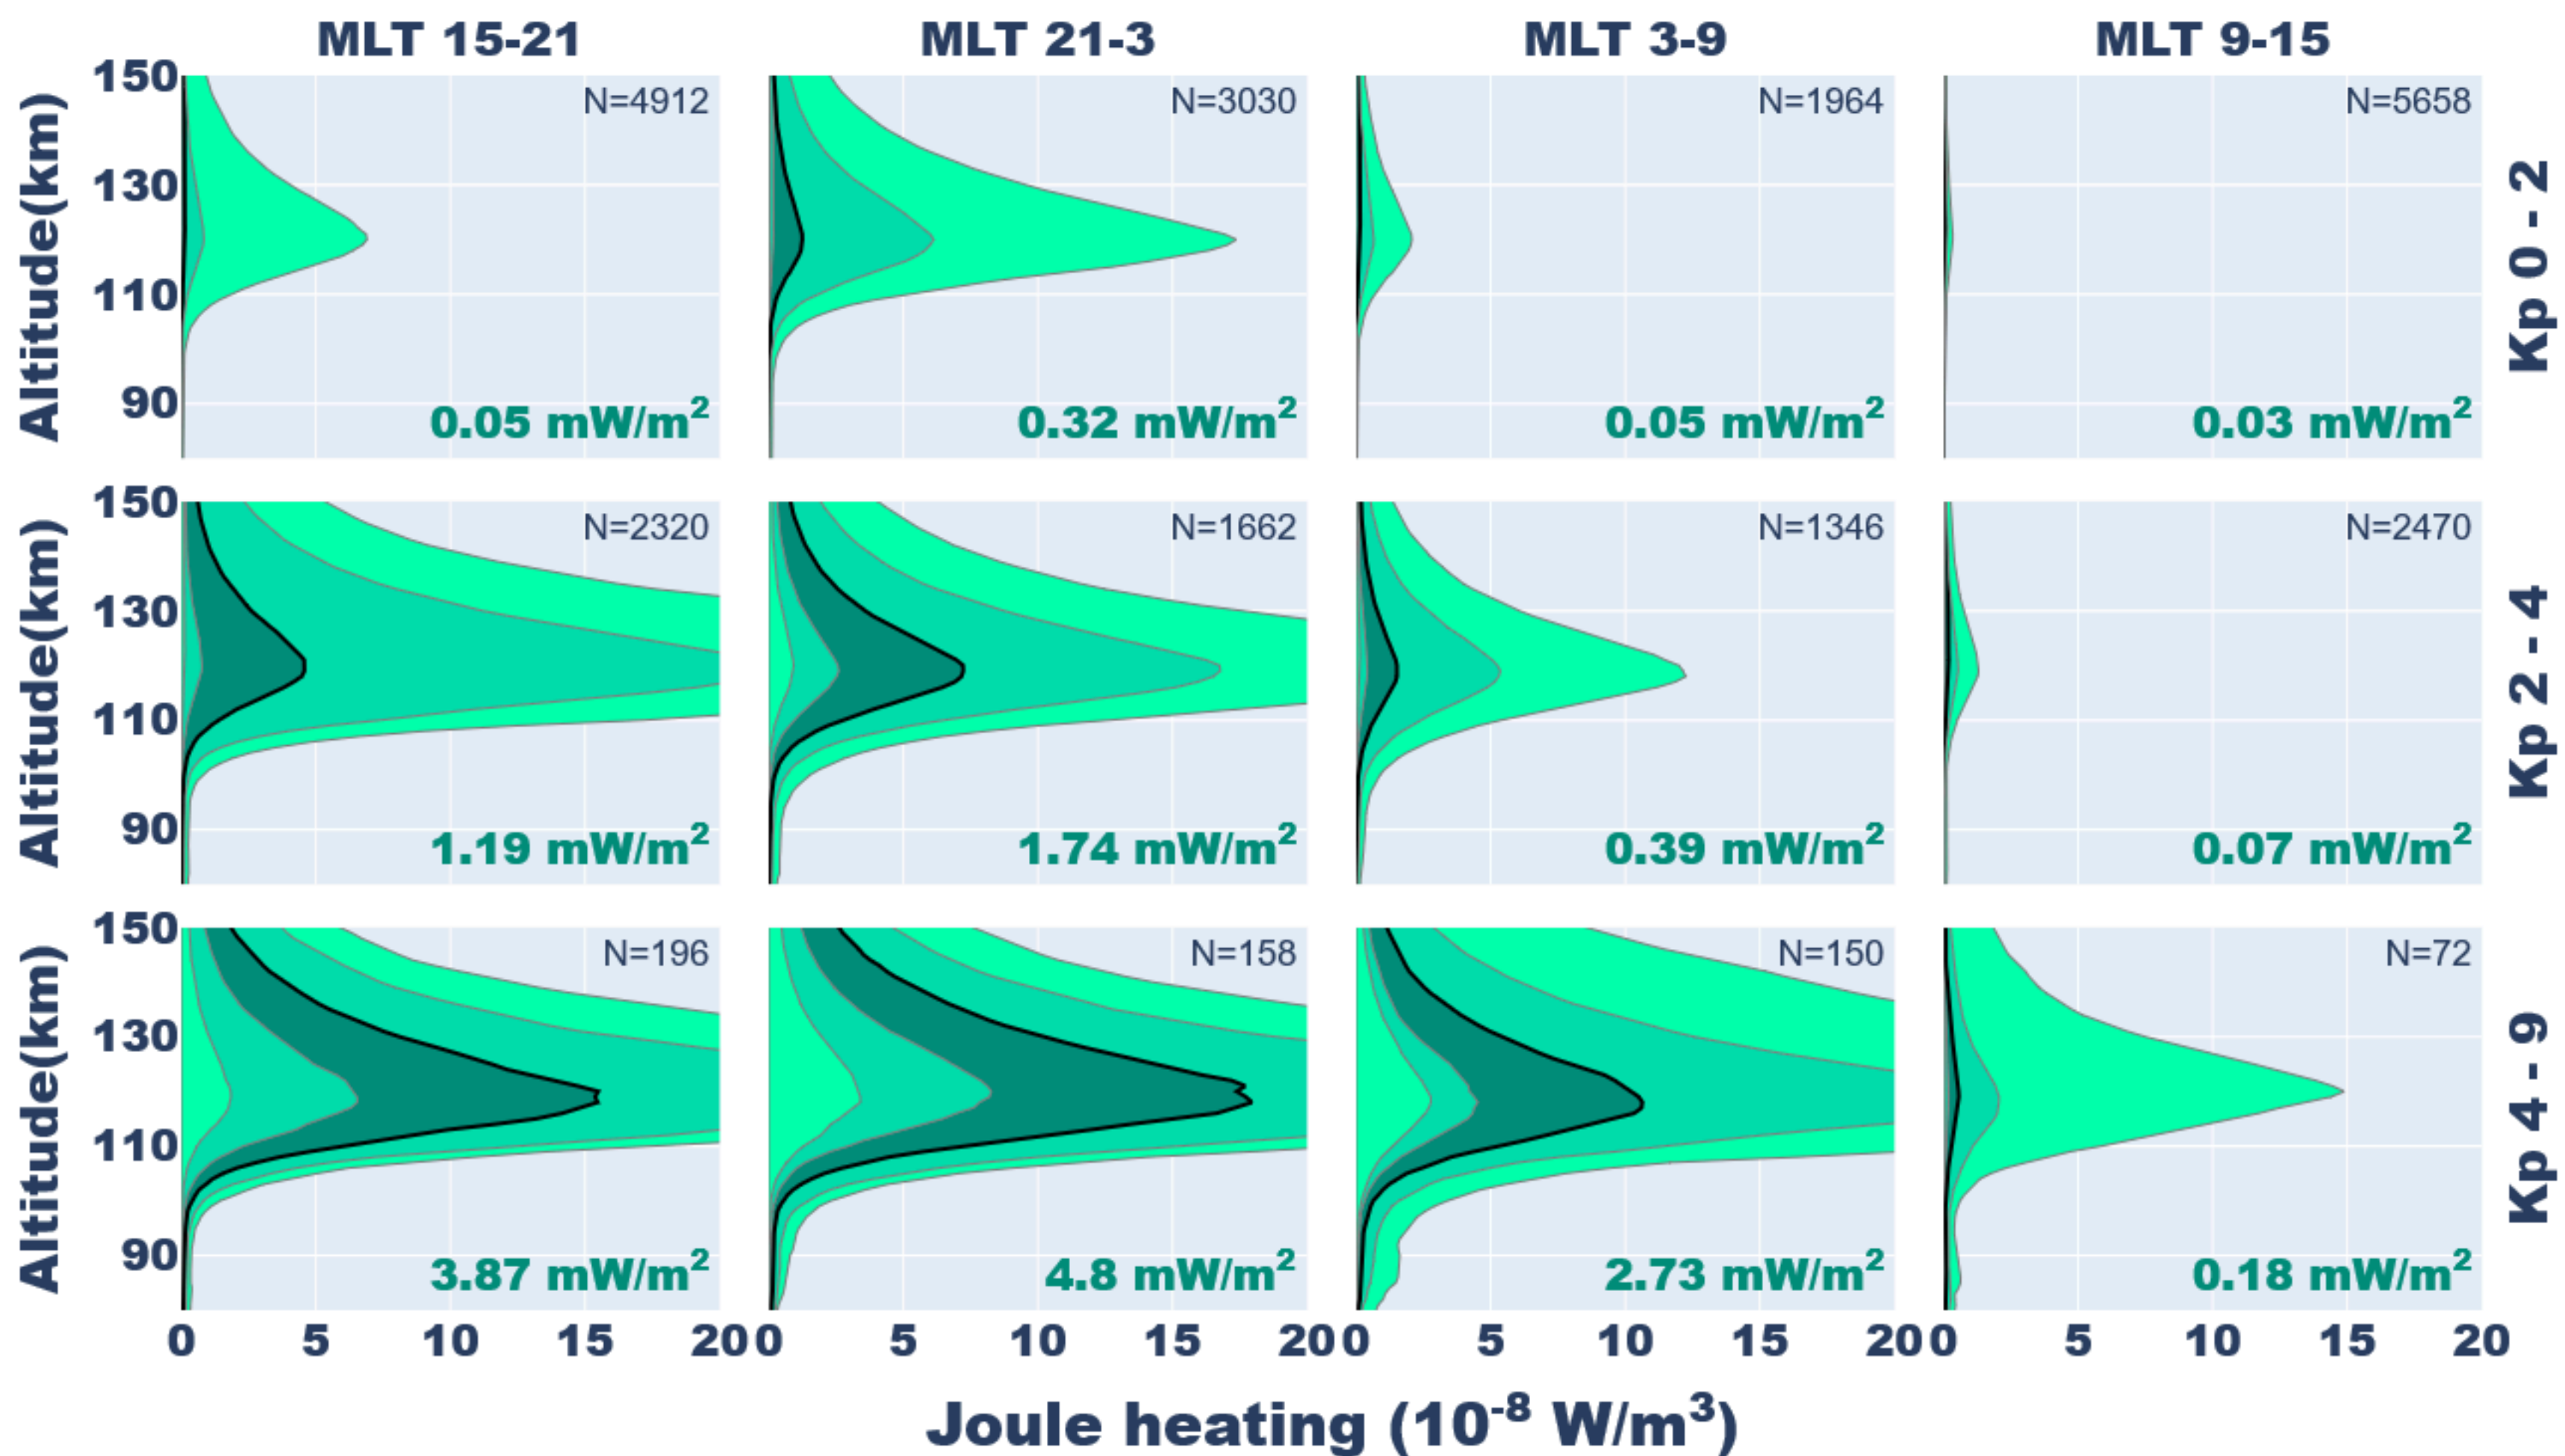 MLT 15-21 MLT 21-3 MLT 3-9 MLT 9-15
Altitude(km)
150
130
110
90
N=4912
0.05 mW/m²
N=3030
0.32 mW/m²
N=1964
0.05 mW/m²
N=5658
0.03 mW/m²
Kp 0 - 2
Altitude(km)
150
130
110
90
N=2320
1.19 mW/m²
N=1662
1.74 mW/m²
N=1346
0.39 mW/m²
N=2470
0.07 mW/m²
Kp 2 - 4
Altitude(km)
150
130
110
90
N=196
3.87 mW/m²
N=158
4.8 mW/m²
N=150
2.73 mW/m²
N=72
0.18 mW/m²
Kp 4 - 9
0 5 10 15 20 0 5 10 15 20 0 5 10 15 20 0 5 10 15 20
Joule heating (10⁻⁸ W/m³)